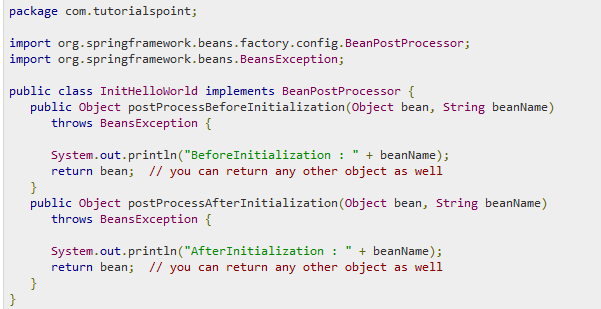 package com.tutorialspoint;

import org.springframework.beans.factory.config.BeanPostProcessor;
import org.springframework.beans.BeansException;

public class InitHelloWorld implements BeanPostProcessor {
   public Object postProcessBeforeInitialization(Object bean, String beanName)
      throws BeansException {

      System.out.println("BeforeInitialization : " + beanName);
      return bean;  // you can return any other object as well
   }
   public Object postProcessAfterInitialization(Object bean, String beanName)
      throws BeansException {

      System.out.println("AfterInitialization : " + beanName);
      return bean;  // you can return any other object as well
   }
}